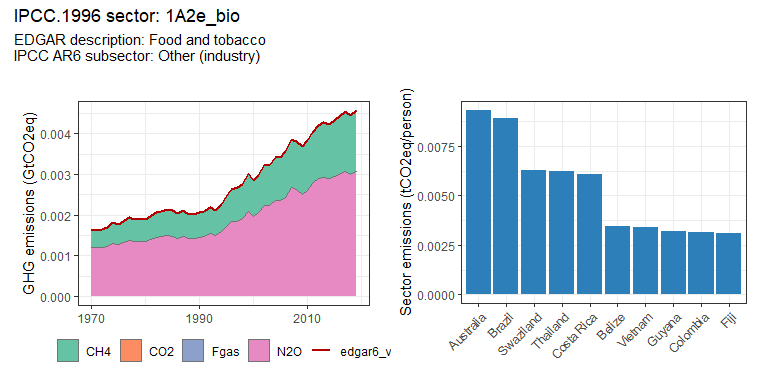 IPCC.1996 sector: 1A2e_bio
EDGAR description: Food and tobacco
IPCC AR6 subsector: Other (industry)
GHG emissions (GtCO2eq)
0.004
0.003
0.002
0.001
0.000
1970
1990
2010
CH4
CO2
Fgas
N2O
edgar6_v
Sector emissions (tCO2eq/person)
0.0075
0.0050
0.0025
0.0000
Australia
Brazil
Swaziland
Thailand
Costa Rica
Belize
Vietnam
Guyana
Colombia
Fiji